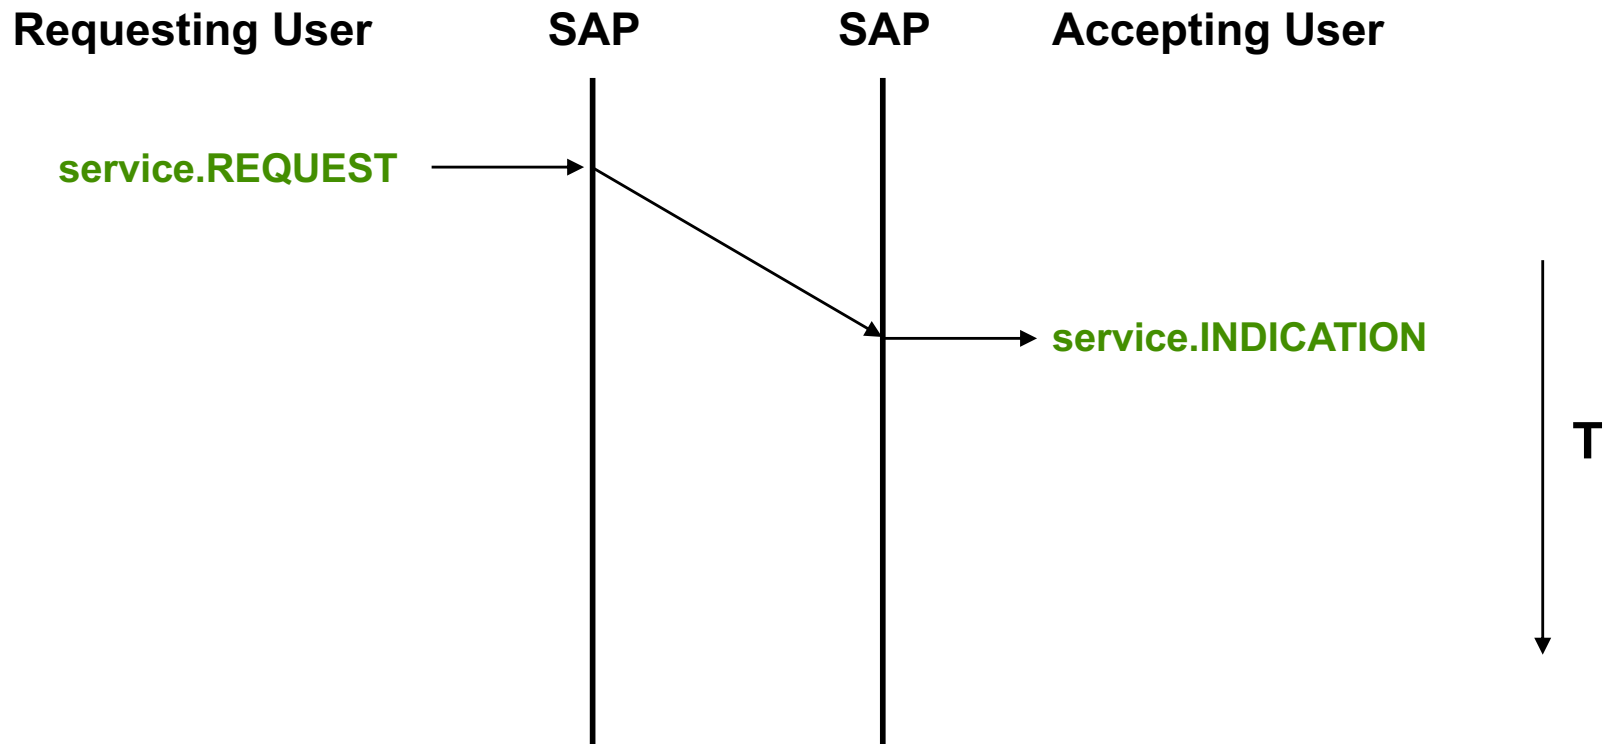 Requesting User SAP SAP Accepting User
service.REQUEST
service.INDICATION
T